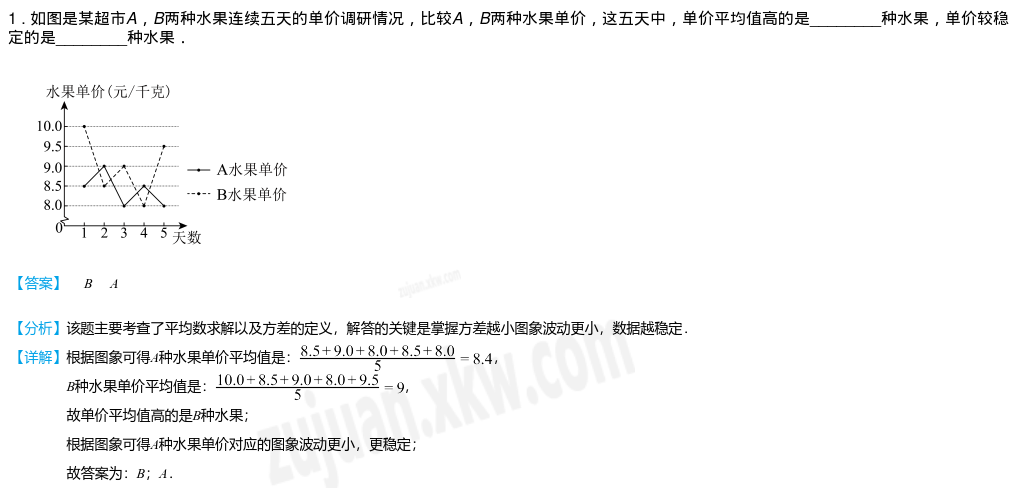 1．如图是某超市A，B两种水果连续五天的单价调研情况，比较A，B两种水果单价，这五天中，单价平均值高的是_________种水果，单价较稳
定的是_________种水果．
水果单价(元/千克)
10.0
9.5
9.0
8.5
8.0
0
1 2 3 4 5 天数
A水果单价
B水果单价
【答案】 B A
【分析】该题主要考查了平均数求解以及方差的定义，解答的关键是掌握方差越小图象波动更小，数据越稳定．
【详解】根据图象可得A种水果单价平均值是：(8.5+9.0+8.0+8.5+8.0)/5=8.4，
B种水果单价平均值是：(10.0+8.5+9.0+8.0+9.5)/5=9，
故单价平均值高的是B种水果；
根据图象可得A种水果单价对应的图象波动更小，更稳定；
故答案为：B；A．
zujuan.xkw.com
zujuan.xkw.com